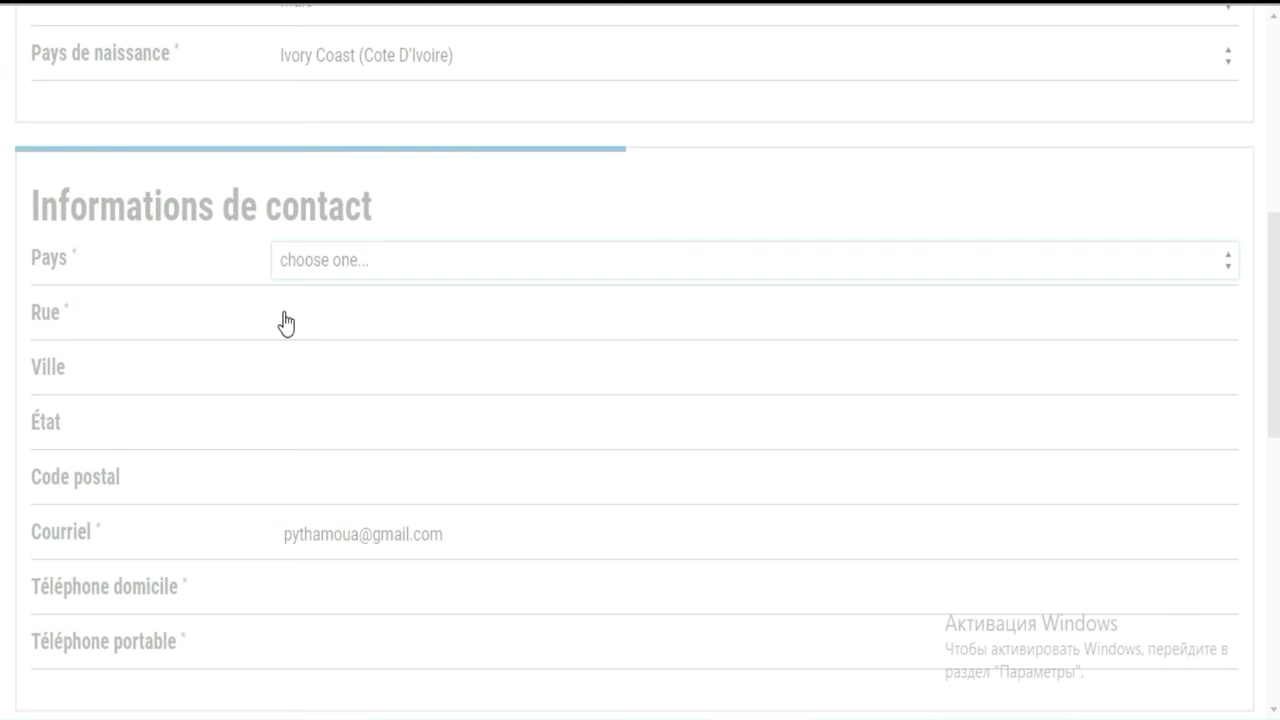 Pays de naissance * Ivory Coast (Cote D'Ivoire)
Informations de contact
Pays * choose one...
Rue *
Ville
État
Code postal
Courriel * pythamoua@gmail.com
Téléphone domicile *
Téléphone portable *
Активация Windows
Чтобы активировать Windows, перейдите в
раздел "Параметры".